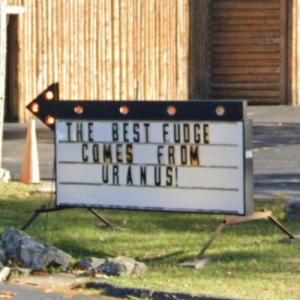 THE BEST FUDGE
COMES FROM
URANUS!